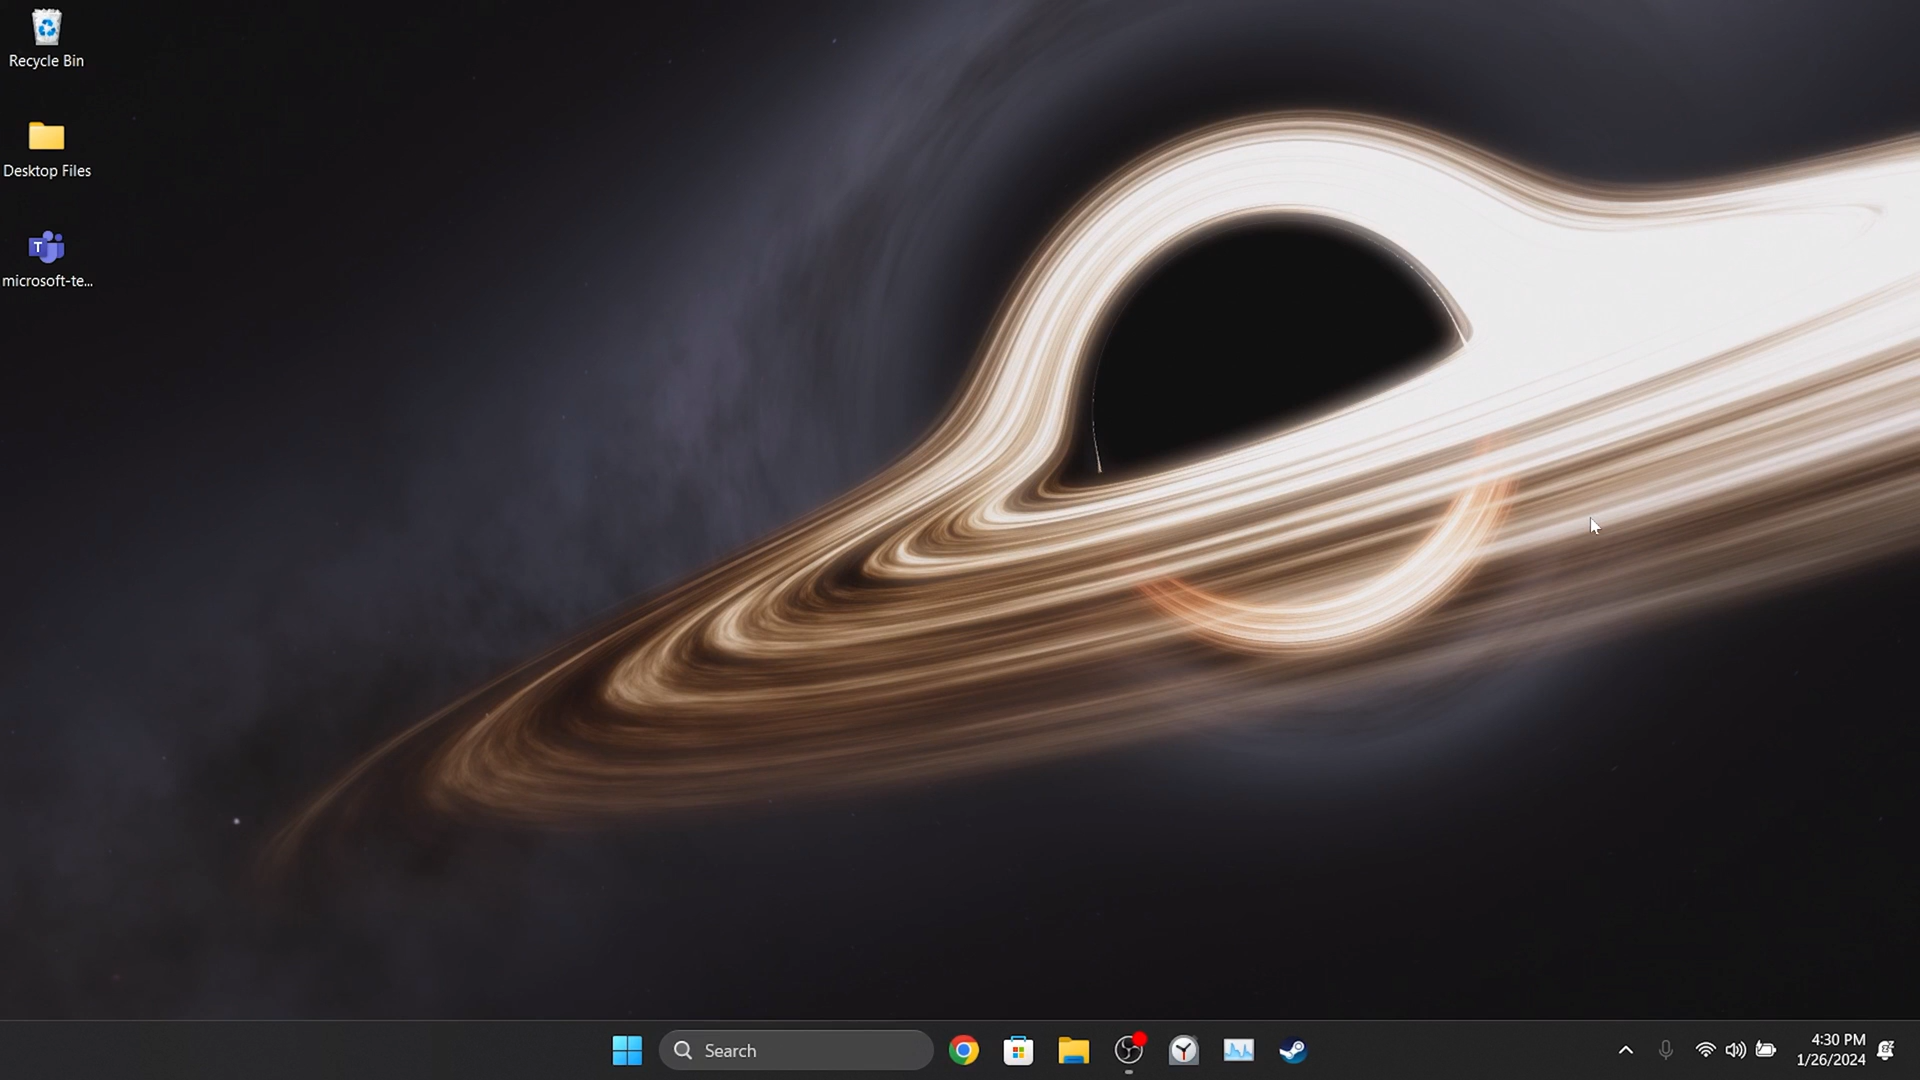 Recycle Bin
Desktop Files
T
microsoft-te...
Search
4:30 PM
1/26/2024